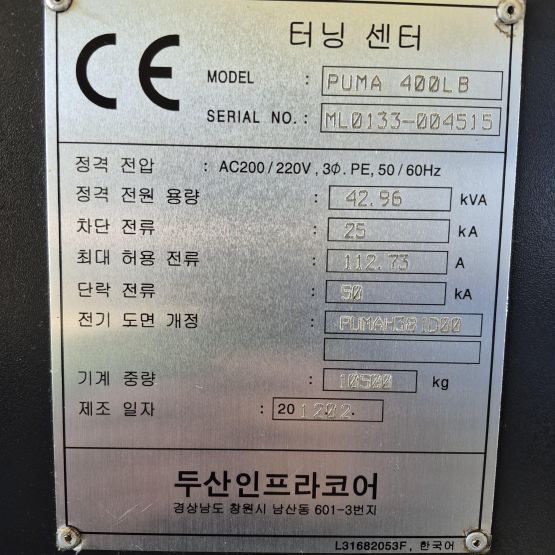 CE
터닝 센터
MODEL : PUMA 400LB
SERIAL NO. : ML0133-004515
정격 전압 : AC200/220V, 3Φ. PE, 50/60Hz
정격 전원 용량 : 42.96 kVA
차단 전류 : 25 kA
최대 허용 전류 : 112.73 A
단락 전류 : 50 kA
전기 도면 개정 : PUMAH381D00
기계 중량 : 10500 kg
제조 일자 : 2012.02.
두산인프라코어
경상남도 창원시 남산동 601-3번지
L31682053F, 한국어